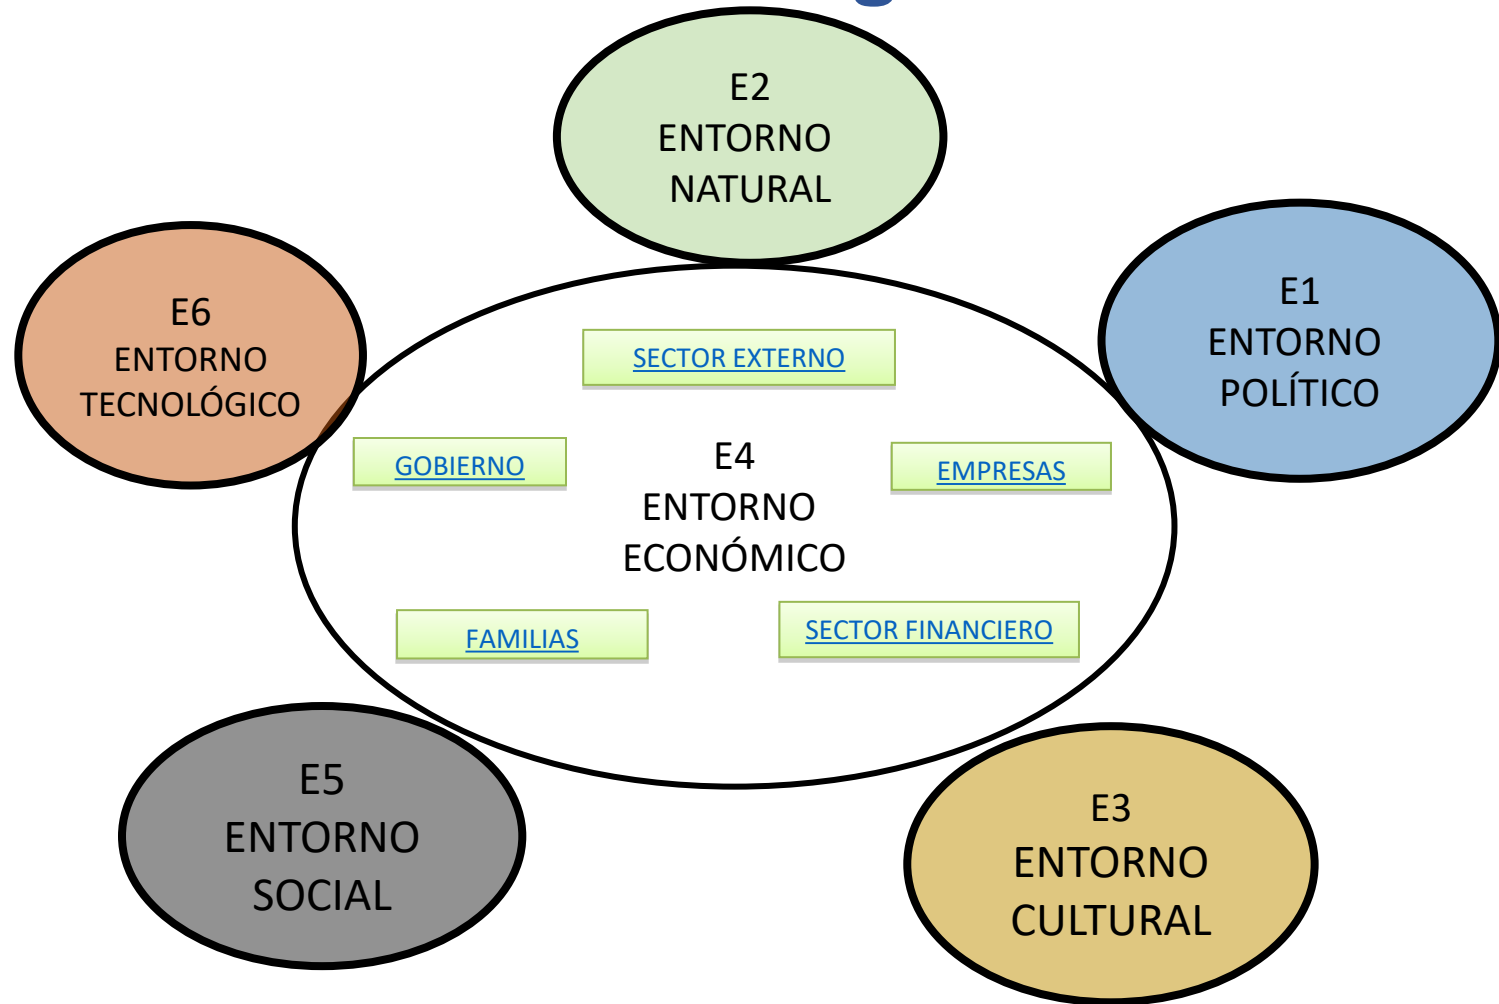 E2
ENTORNO
NATURAL
E1
ENTORNO
POLÍTICO
E6
ENTORNO
TECNOLÓGICO
SECTOR EXTERNO
GOBIERNO
E4
ENTORNO
ECONÓMICO
EMPRESAS
FAMILIAS
SECTOR FINANCIERO
E5
ENTORNO
SOCIAL
E3
ENTORNO
CULTURAL